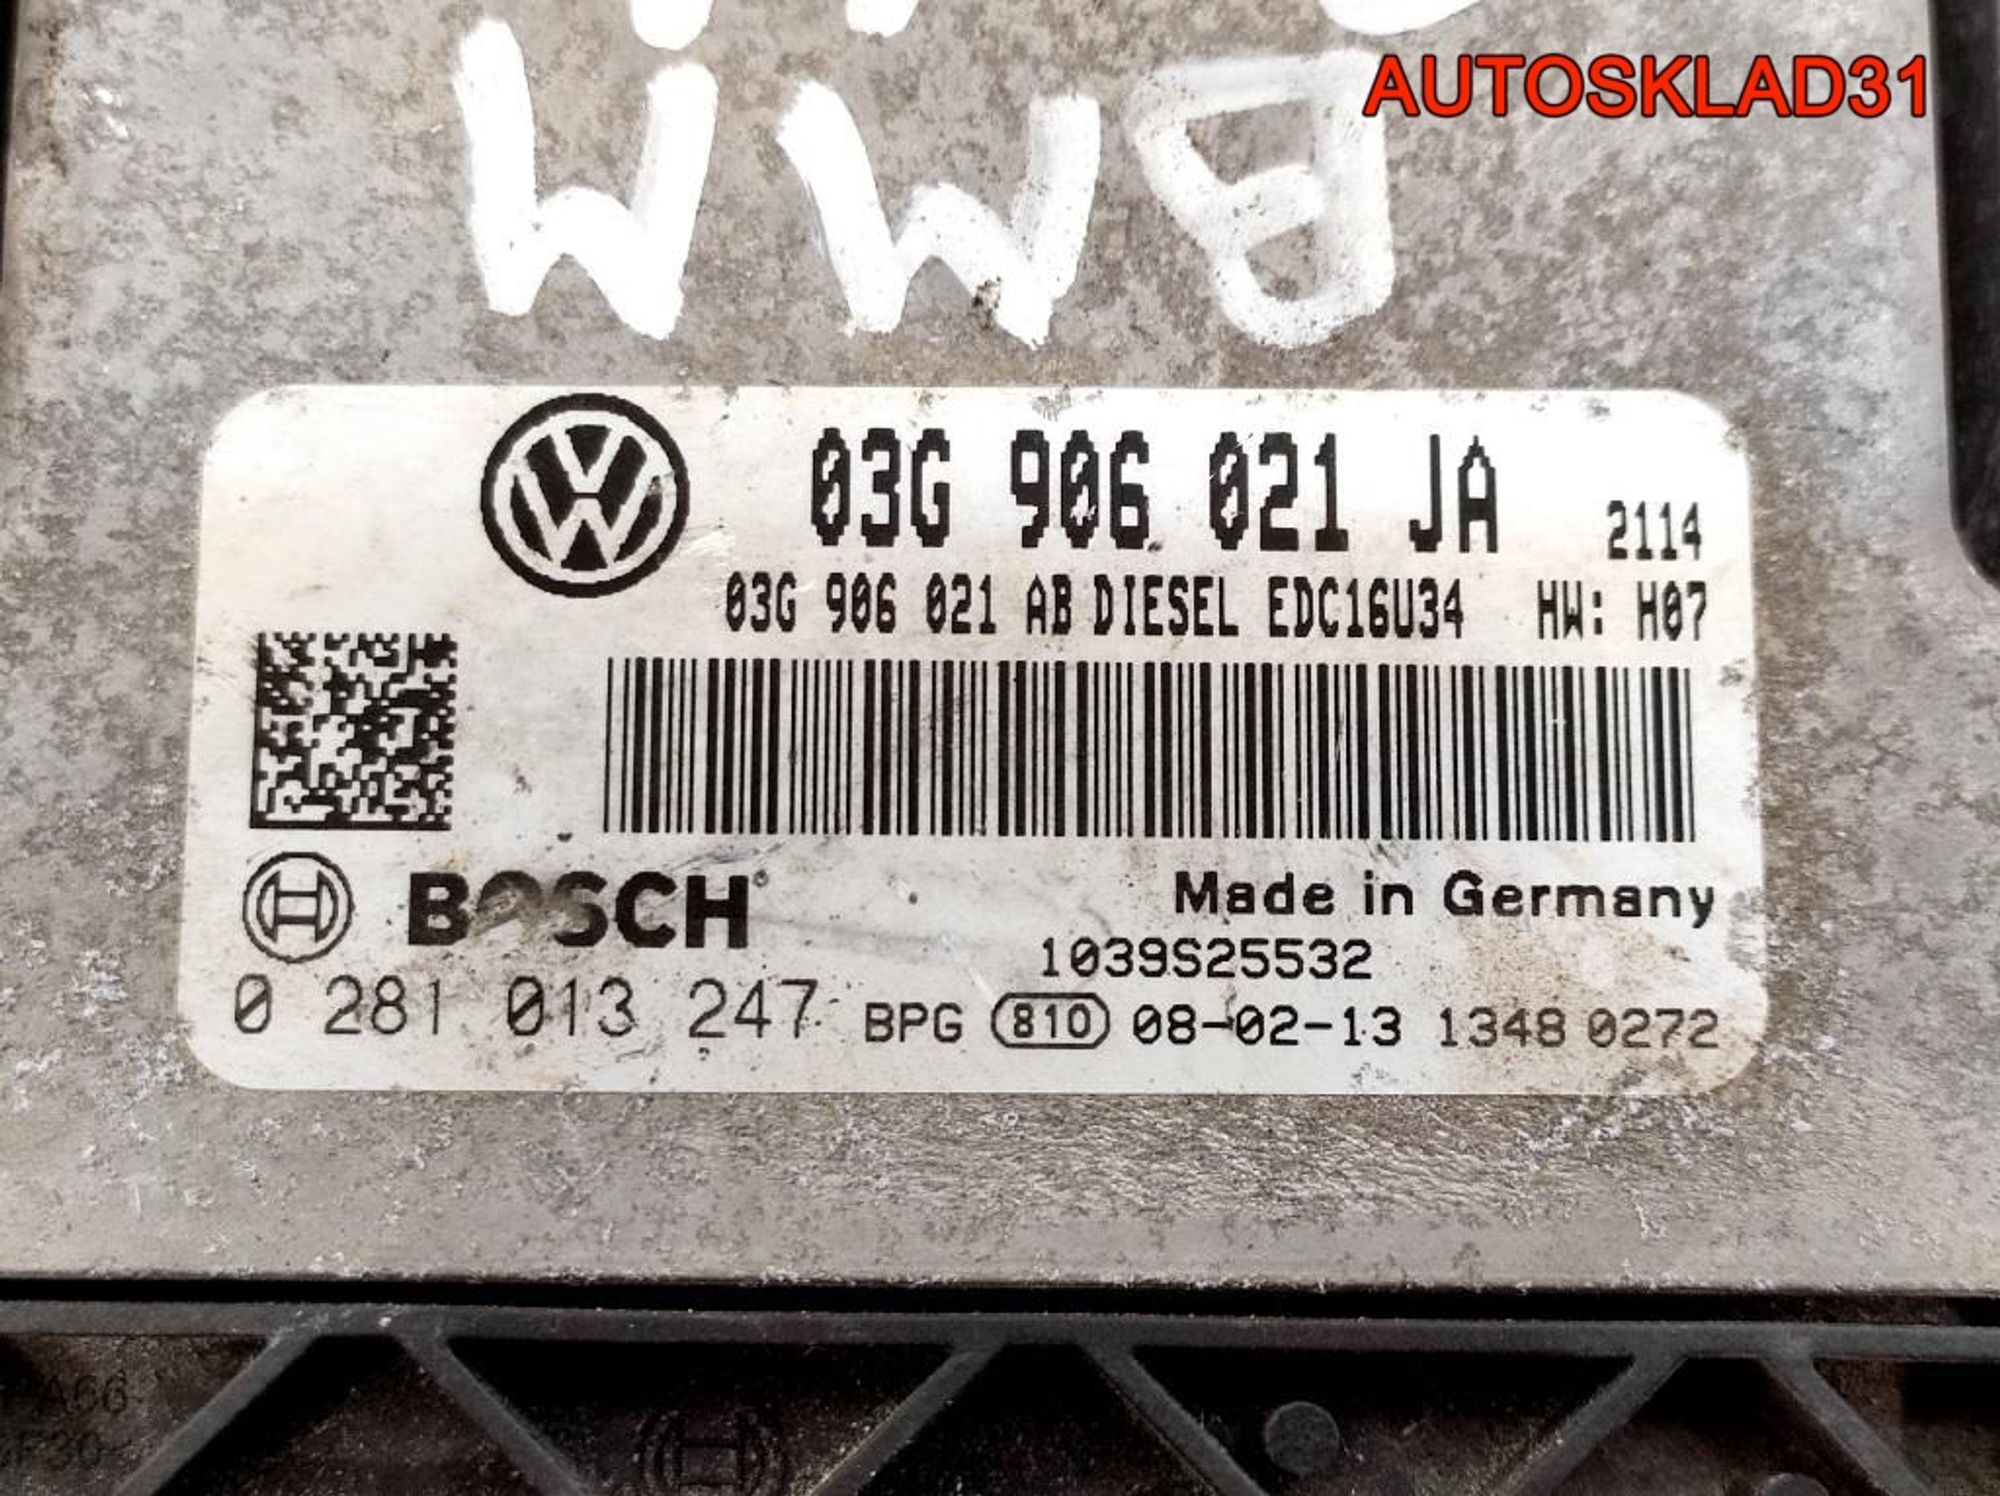 AUTOSKLAD31
03G 906 021 JA 2114
03G 906 021 AB DIESEL EDC16U34 HW: H07
BOSCH
Made in Germany
1039S25532
0 281 013 247 BPG 810 08-02-13 1348 0272